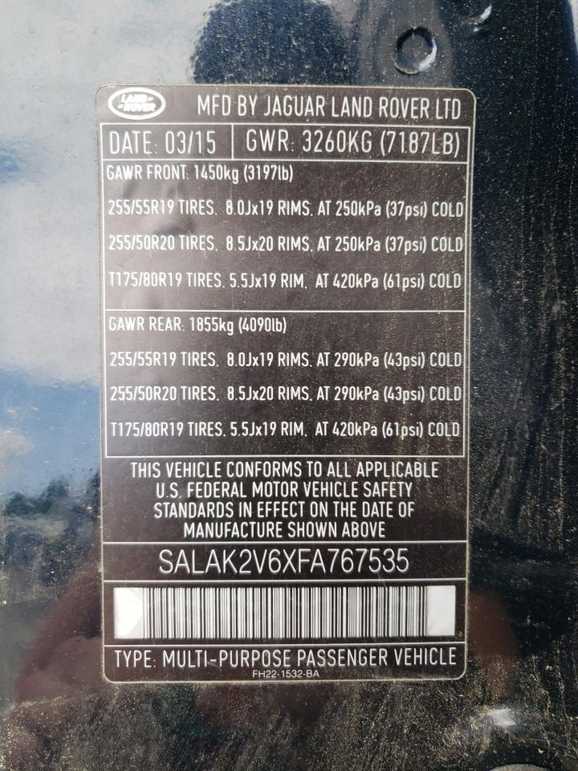 LAND ROVER
MFD BY JAGUAR LAND ROVER LTD
DATE: 03/15 GWR: 3260KG (7187LB)
GAWR FRONT: 1450kg (3197lb)
255/55R19 TIRES, 8.0Jx19 RIMS, AT 250kPa (37psi) COLD
255/50R20 TIRES, 8.5Jx20 RIMS, AT 250kPa (37psi) COLD
T175/80R19 TIRES, 5.5Jx19 RIM, AT 420kPa (61psi) COLD
GAWR REAR: 1855kg (4090lb)
255/55R19 TIRES, 8.0Jx19 RIMS, AT 290kPa (43psi) COLD
255/50R20 TIRES, 8.5Jx20 RIMS, AT 290kPa (43psi) COLD
T175/80R19 TIRES, 5.5Jx19 RIM, AT 420kPa (61psi) COLD
THIS VEHICLE CONFORMS TO ALL APPLICABLE
U.S. FEDERAL MOTOR VEHICLE SAFETY
STANDARDS IN EFFECT ON THE DATE OF
MANUFACTURE SHOWN ABOVE
SALAK2V6XFA767535
TYPE: MULTI-PURPOSE PASSENGER VEHICLE
FH22-1532-BA